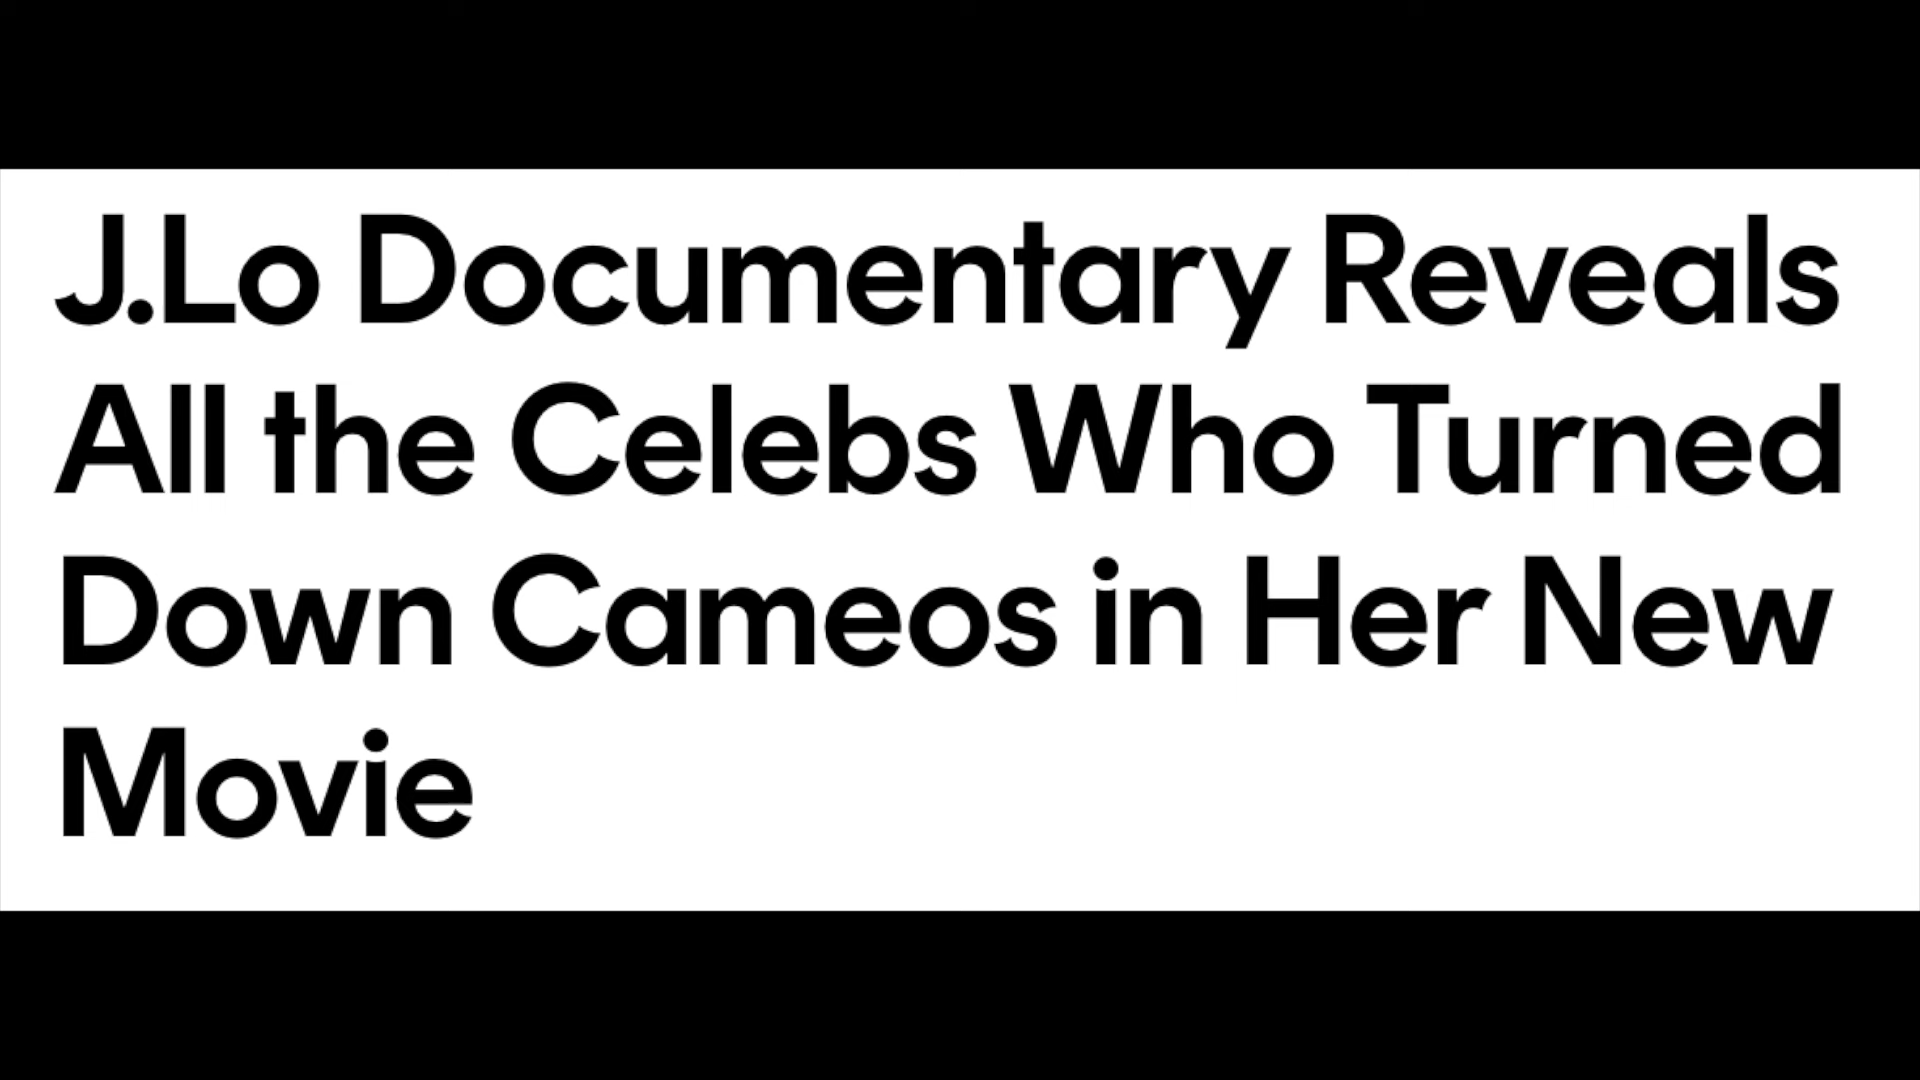 J.Lo Documentary Reveals
All the Celebs Who Turned
Down Cameos in Her New
Movie